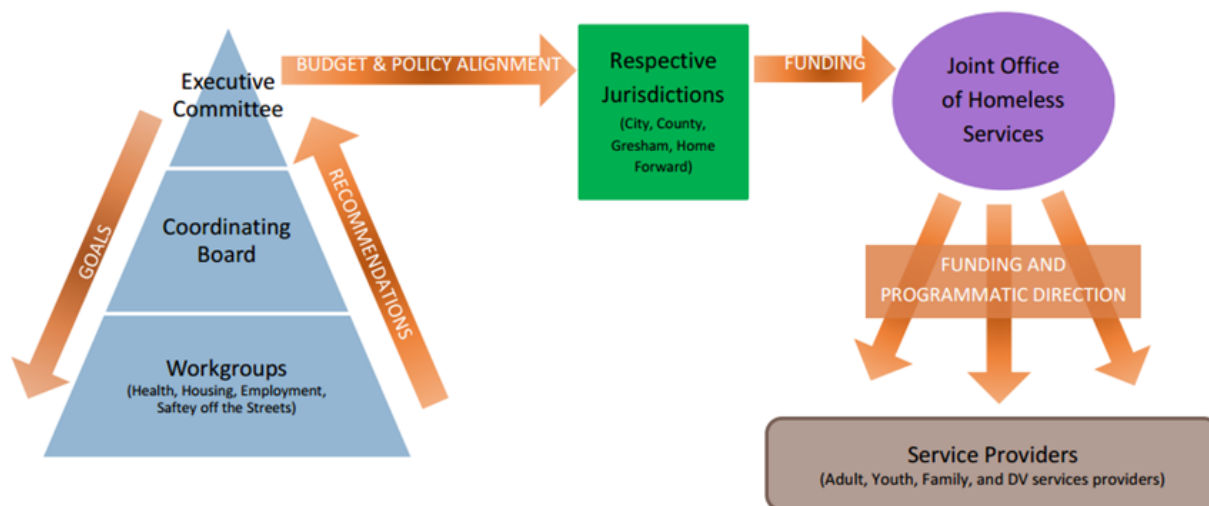 Executive
Committee
BUDGET & POLICY ALIGNMENT
Respective
Jurisdictions
(City, County,
Gresham, Home
Forward)
FUNDING
Joint Office
of Homeless
Services
GOALS
RECOMMENDATIONS
Coordinating
Board
FUNDING AND
PROGRAMMATIC DIRECTION
Workgroups
(Health, Housing, Employment,
Saftey off the Streets)
Service Providers
(Adult, Youth, Family, and DV services providers)